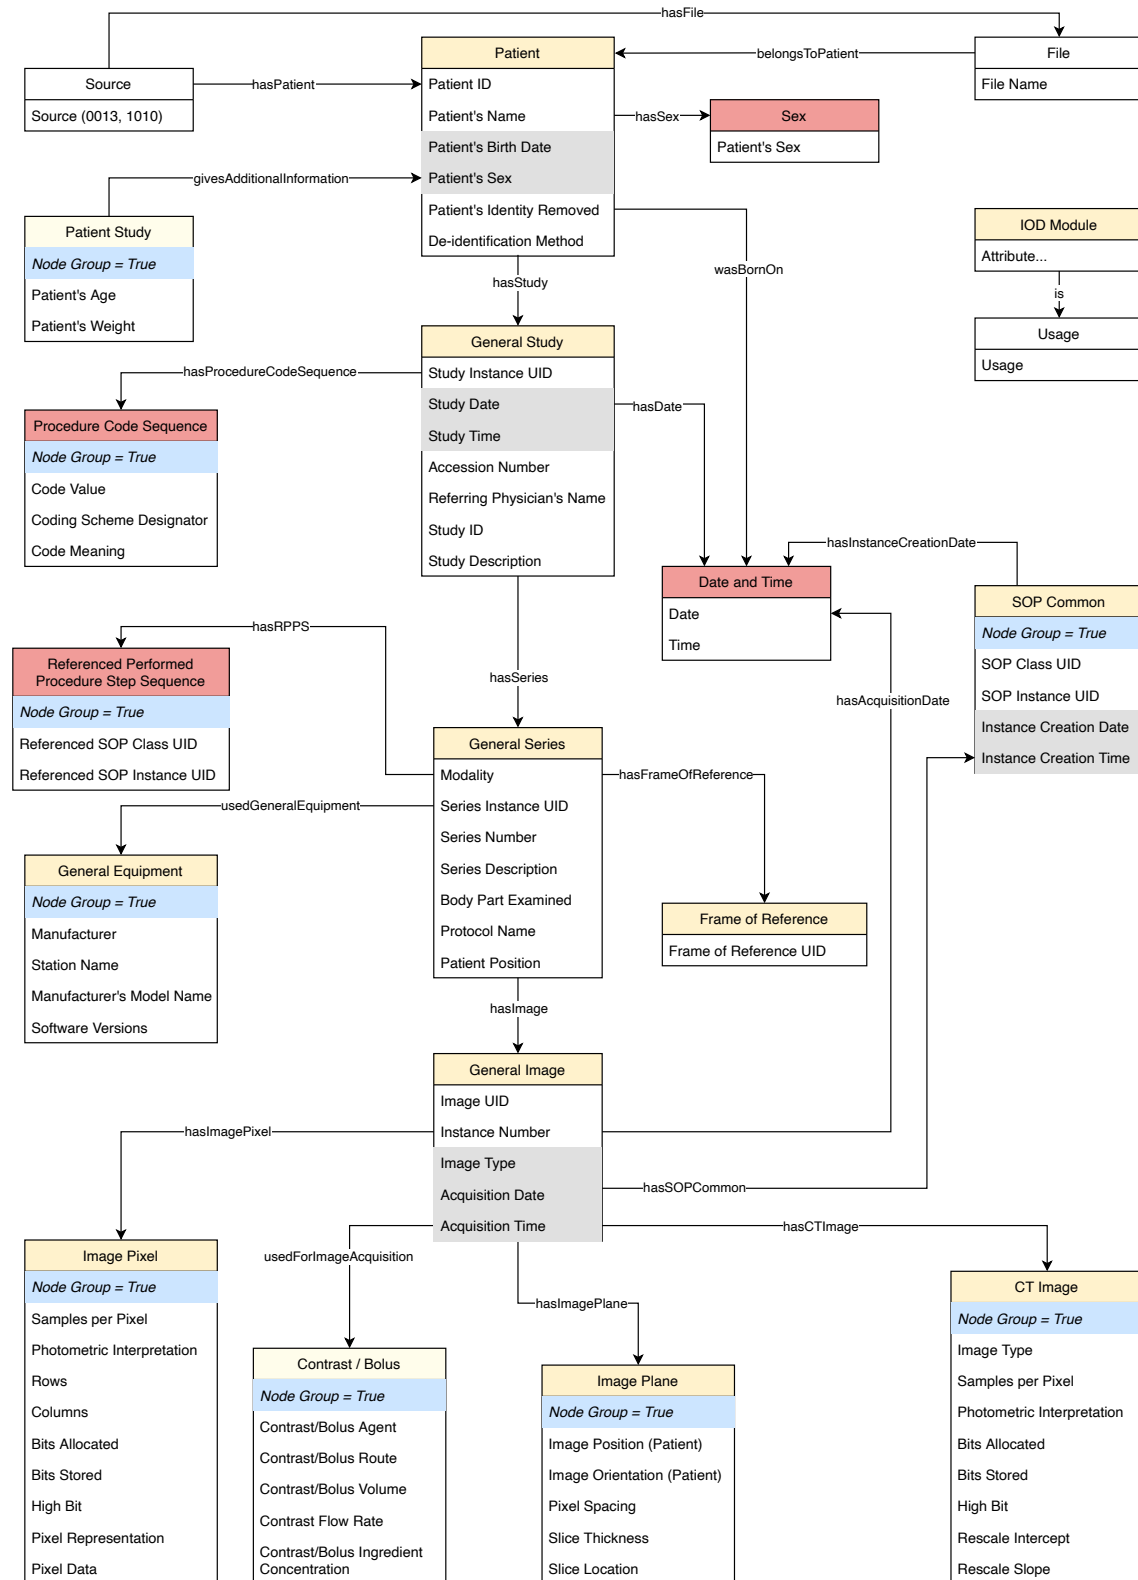 hasFile
Source
Source (0013, 1010)
hasPatient
Patient
Patient ID
Patient's Name
Patient's Birth Date
Patient's Sex
Patient's Identity Removed
De-identification Method
belongsToPatient
File
File Name
hasSex
Sex
Patient's Sex
givesAdditionalInformation
Patient Study
Node Group = True
Patient's Age
Patient's Weight
IOD Module
Attribute...
is
Usage
Usage
wasBornOn
hasStudy
General Study
Study Instance UID
Study Date
Study Time
Accession Number
Referring Physician's Name
Study ID
Study Description
hasProcedureCodeSequence
Procedure Code Sequence
Node Group = True
Code Value
Coding Scheme Designator
Code Meaning
hasDate
Date and Time
Date
Time
hasInstanceCreationDate
SOP Common
Node Group = True
SOP Class UID
SOP Instance UID
Instance Creation Date
Instance Creation Time
hasRPPS
Referenced Performed
Procedure Step Sequence
Node Group = True
Referenced SOP Class UID
Referenced SOP Instance UID
hasSeries
hasAcquisitionDate
General Series
Modality
Series Instance UID
Series Number
Series Description
Body Part Examined
Protocol Name
Patient Position
hasFrameOfReference
Frame of Reference
Frame of Reference UID
usedGeneralEquipment
General Equipment
Node Group = True
Manufacturer
Station Name
Manufacturer's Model Name
Software Versions
hasImage
General Image
Image UID
Instance Number
Image Type
Acquisition Date
Acquisition Time
hasImagePixel
hasSOPCommon
hasCTImage
usedForImageAcquisition
hasImagePlane
Image Pixel
Node Group = True
Samples per Pixel
Photometric Interpretation
Rows
Columns
Bits Allocated
Bits Stored
High Bit
Pixel Representation
Pixel Data
Contrast / Bolus
Node Group = True
Contrast/Bolus Agent
Contrast/Bolus Route
Contrast/Bolus Volume
Contrast Flow Rate
Contrast/Bolus Ingredient
Concentration
Image Plane
Node Group = True
Image Position (Patient)
Image Orientation (Patient)
Pixel Spacing
Slice Thickness
Slice Location
CT Image
Node Group = True
Image Type
Samples per Pixel
Photometric Interpretation
Bits Allocated
Bits Stored
High Bit
Rescale Intercept
Rescale Slope